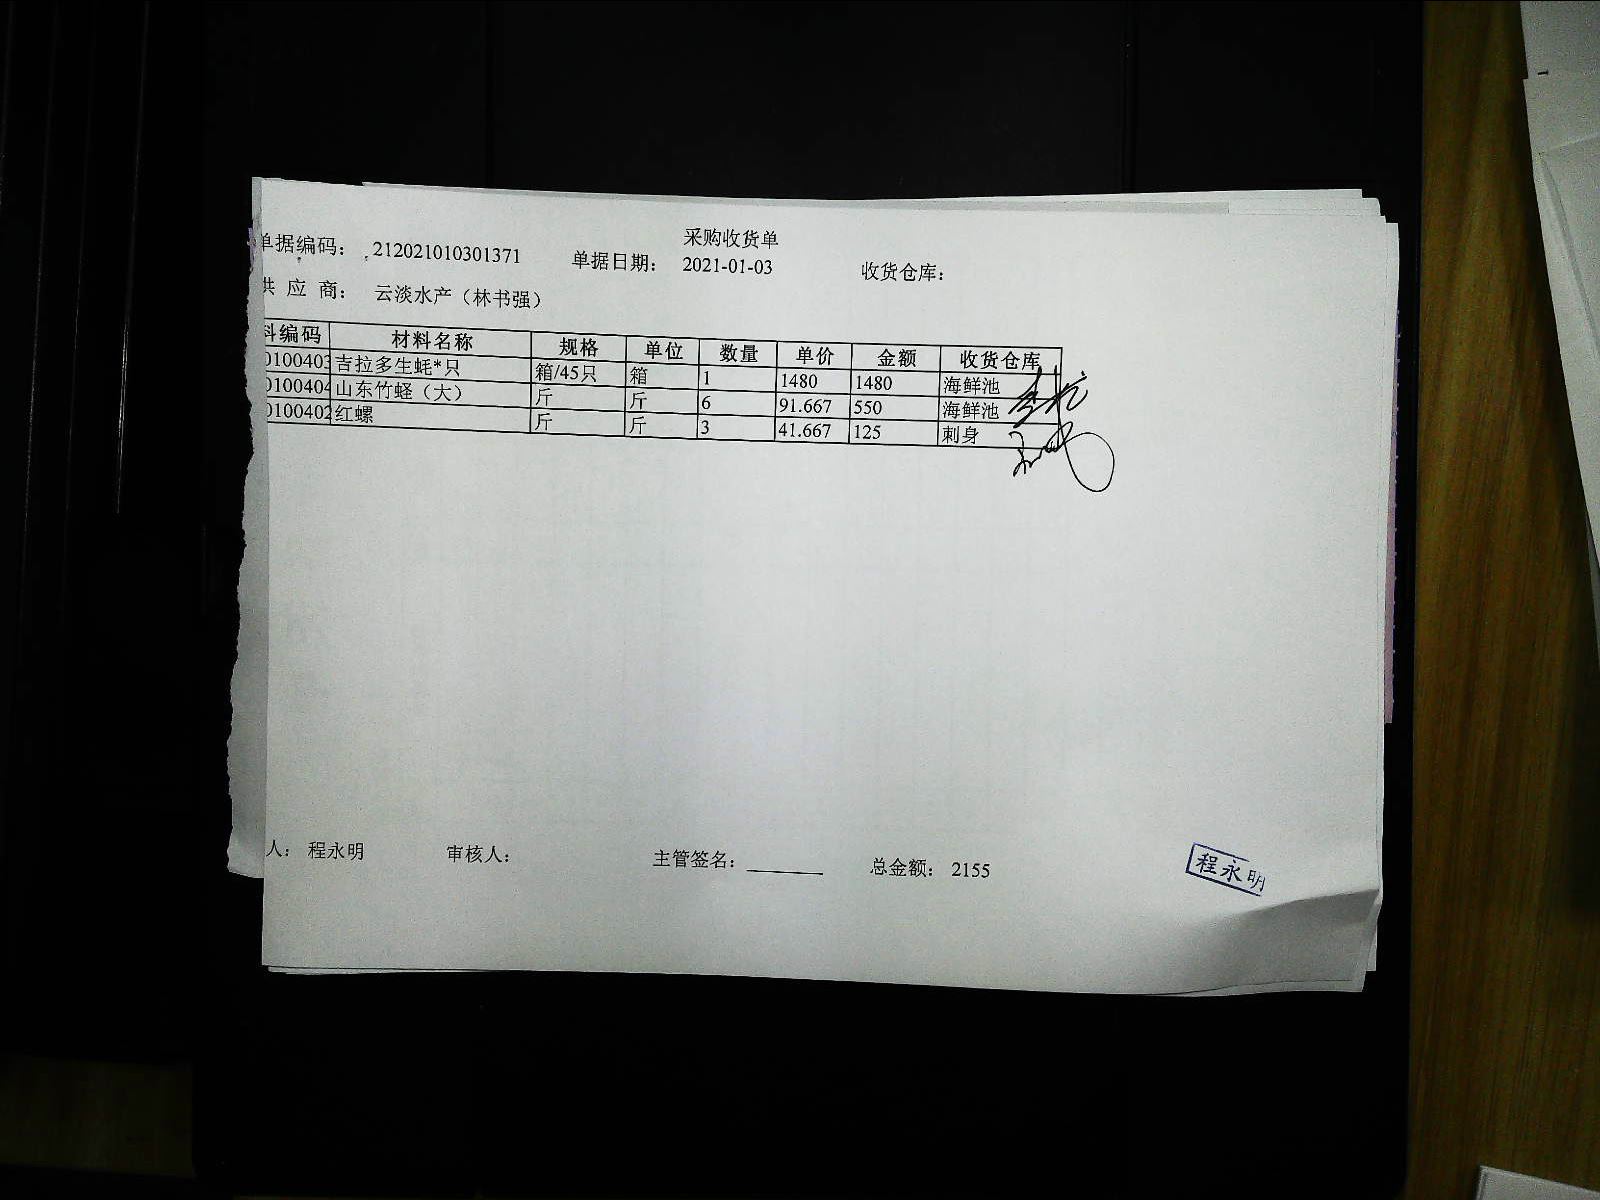 采购收货单
单据编码： 212021010301371 单据日期： 2021-01-03 收货仓库：
供 应 商： 云淡水产（林书强）
料编码 材料名称 规格 单位 数量 单价 金额 收货仓库
0100403 吉拉多生蚝*只 箱/45只 箱 1 1480 1480 海鲜池
0100404 山东竹蛏（大） 斤 斤 6 91.667 550 海鲜池
0100402 红螺 斤 斤 3 41.667 125 刺身
人： 程永明 审核人： 主管签名： 总金额： 2155
程永明